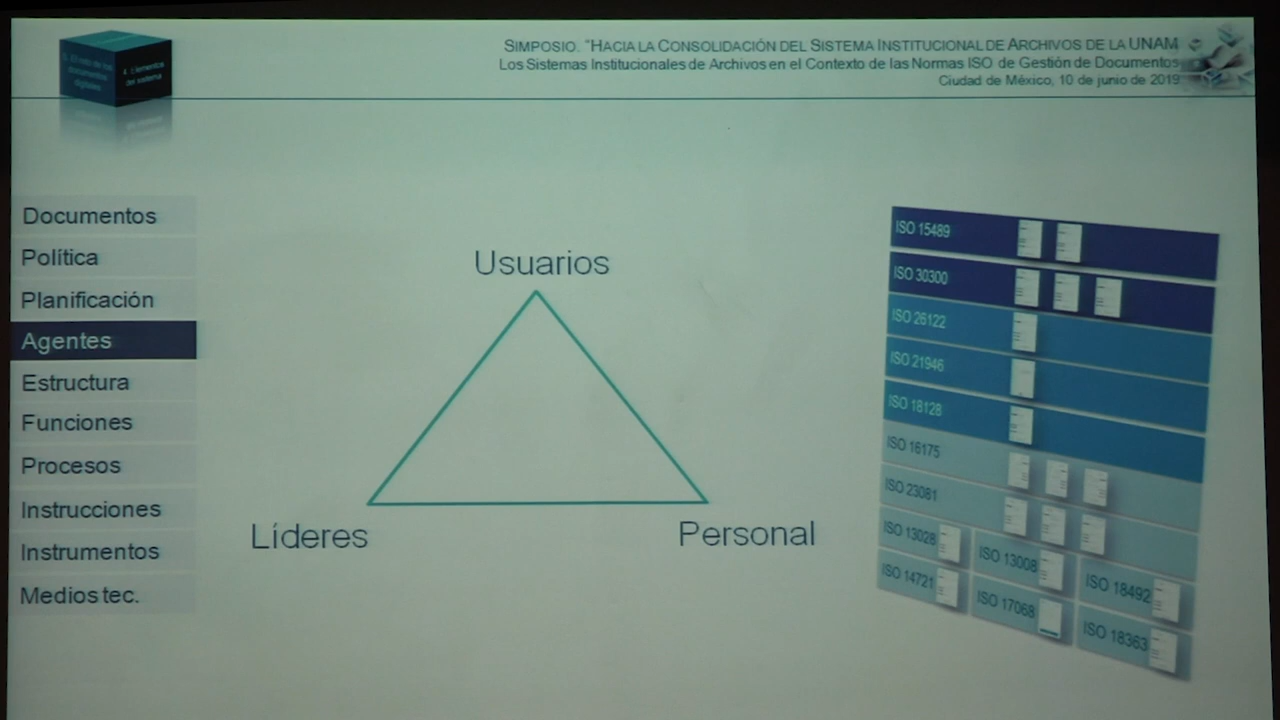 SIMPOSIO. "HACIA LA CONSOLIDACIÓN DEL SISTEMA INSTITUCIONAL DE ARCHIVOS DE LA UNAM
Los Sistemas Institucionales de Archivos en el Contexto de las Normas ISO de Gestión de Documentos
Ciudad de México, 10 de junio de 2019
4. Elementos
del sistema
Documentos
Política
Planificación
Agentes
Estructura
Funciones
Procesos
Instrucciones
Instrumentos
Medios tec.
Usuarios
Líderes
Personal
ISO 15489
ISO 30300
ISO 26122
ISO 21946
ISO 18128
ISO 16175
ISO 23081
ISO 13028
ISO 13008
ISO 18492
ISO 14721
ISO 17068
ISO 18363